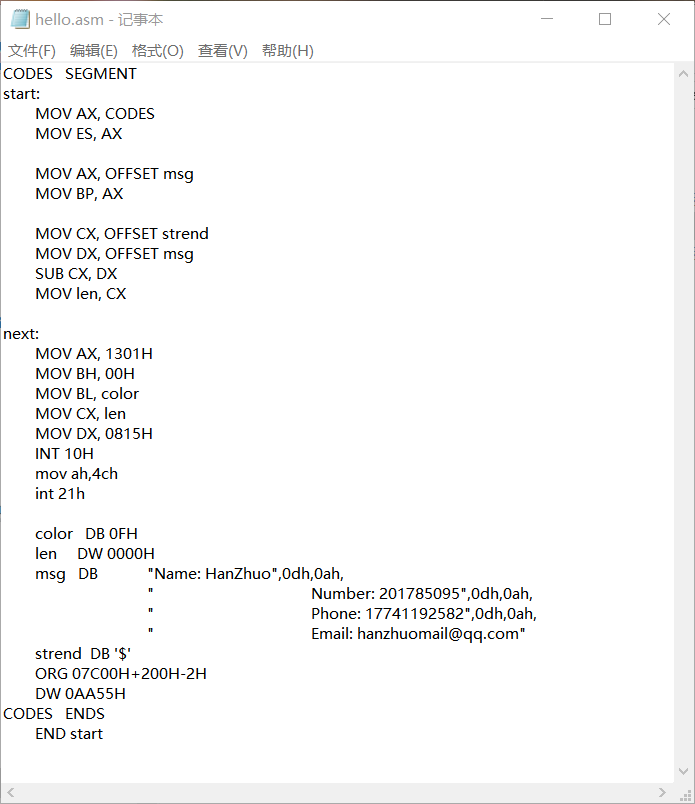 hello.asm - 记事本
文件(F) 编辑(E) 格式(O) 查看(V) 帮助(H)
CODES   SEGMENT
start:
        MOV AX, CODES
        MOV ES, AX
        MOV AX, OFFSET msg
        MOV BP, AX
        MOV CX, OFFSET strend
        MOV DX, OFFSET msg
        SUB CX, DX
        MOV len, CX
next:
        MOV AX, 1301H
        MOV BH, 00H
        MOV BL, color
        MOV CX, len
        MOV DX, 0815H
        INT 10H
        mov ah,4ch
        int 21h
        color   DB 0FH
        len     DW 0000H
        msg   DB            "Name: HanZhuo",0dh,0ah,
                            "                                       Number: 201785095",0dh,0ah,
                            "                                       Phone: 17741192582",0dh,0ah,
                            "                                       Email: hanzhuomail@qq.com"
        strend  DB '$'
        ORG 07C00H+200H-2H
        DW 0AA55H
CODES   ENDS
        END start